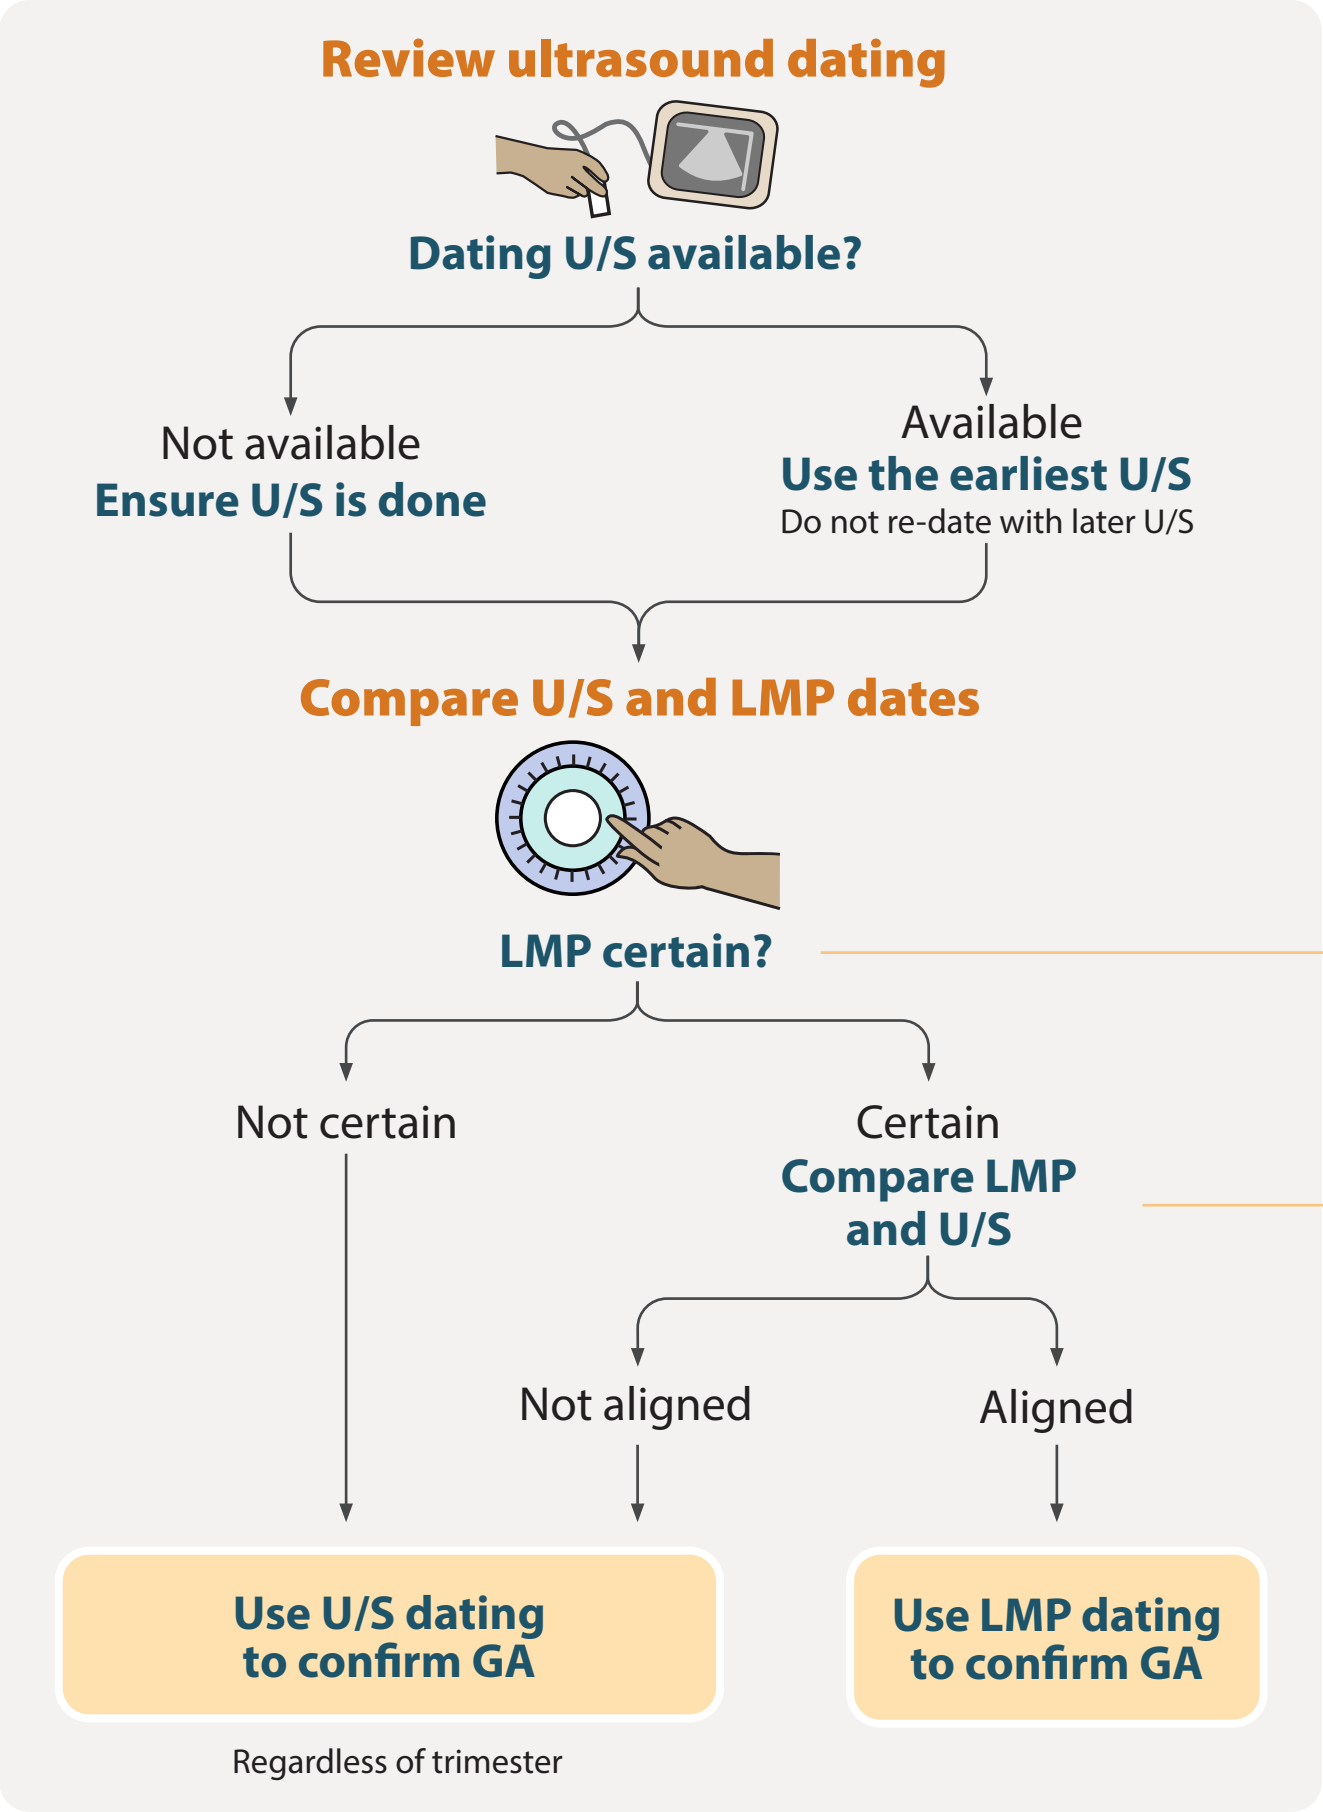 Review ultrasound dating
Dating U/S available?
Not available
Ensure U/S is done
Available
Use the earliest U/S
Do not re-date with later U/S
Compare U/S and LMP dates
LMP certain?
Not certain
Certain
Compare LMP
and U/S
Not aligned
Aligned
Use U/S dating
to confirm GA
Regardless of trimester
Use LMP dating
to confirm GA